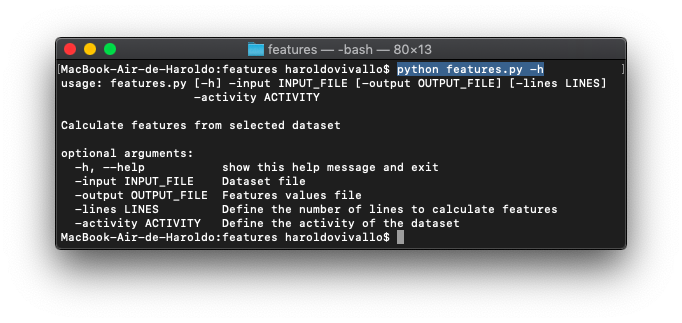 features — -bash — 80×13
[MacBook-Air-de-Haroldo:features haroldovivallo$ python features.py -h ]
usage: features.py [-h] -input INPUT_FILE [-output OUTPUT_FILE] [-lines LINES]
                   -activity ACTIVITY
Calculate features from selected dataset
optional arguments:
  -h, --help           show this help message and exit
  -input INPUT_FILE    Dataset file
  -output OUTPUT_FILE  Features values file
  -lines LINES         Define the number of lines to calculate features
  -activity ACTIVITY   Define the activity of the dataset
MacBook-Air-de-Haroldo:features haroldovivallo$